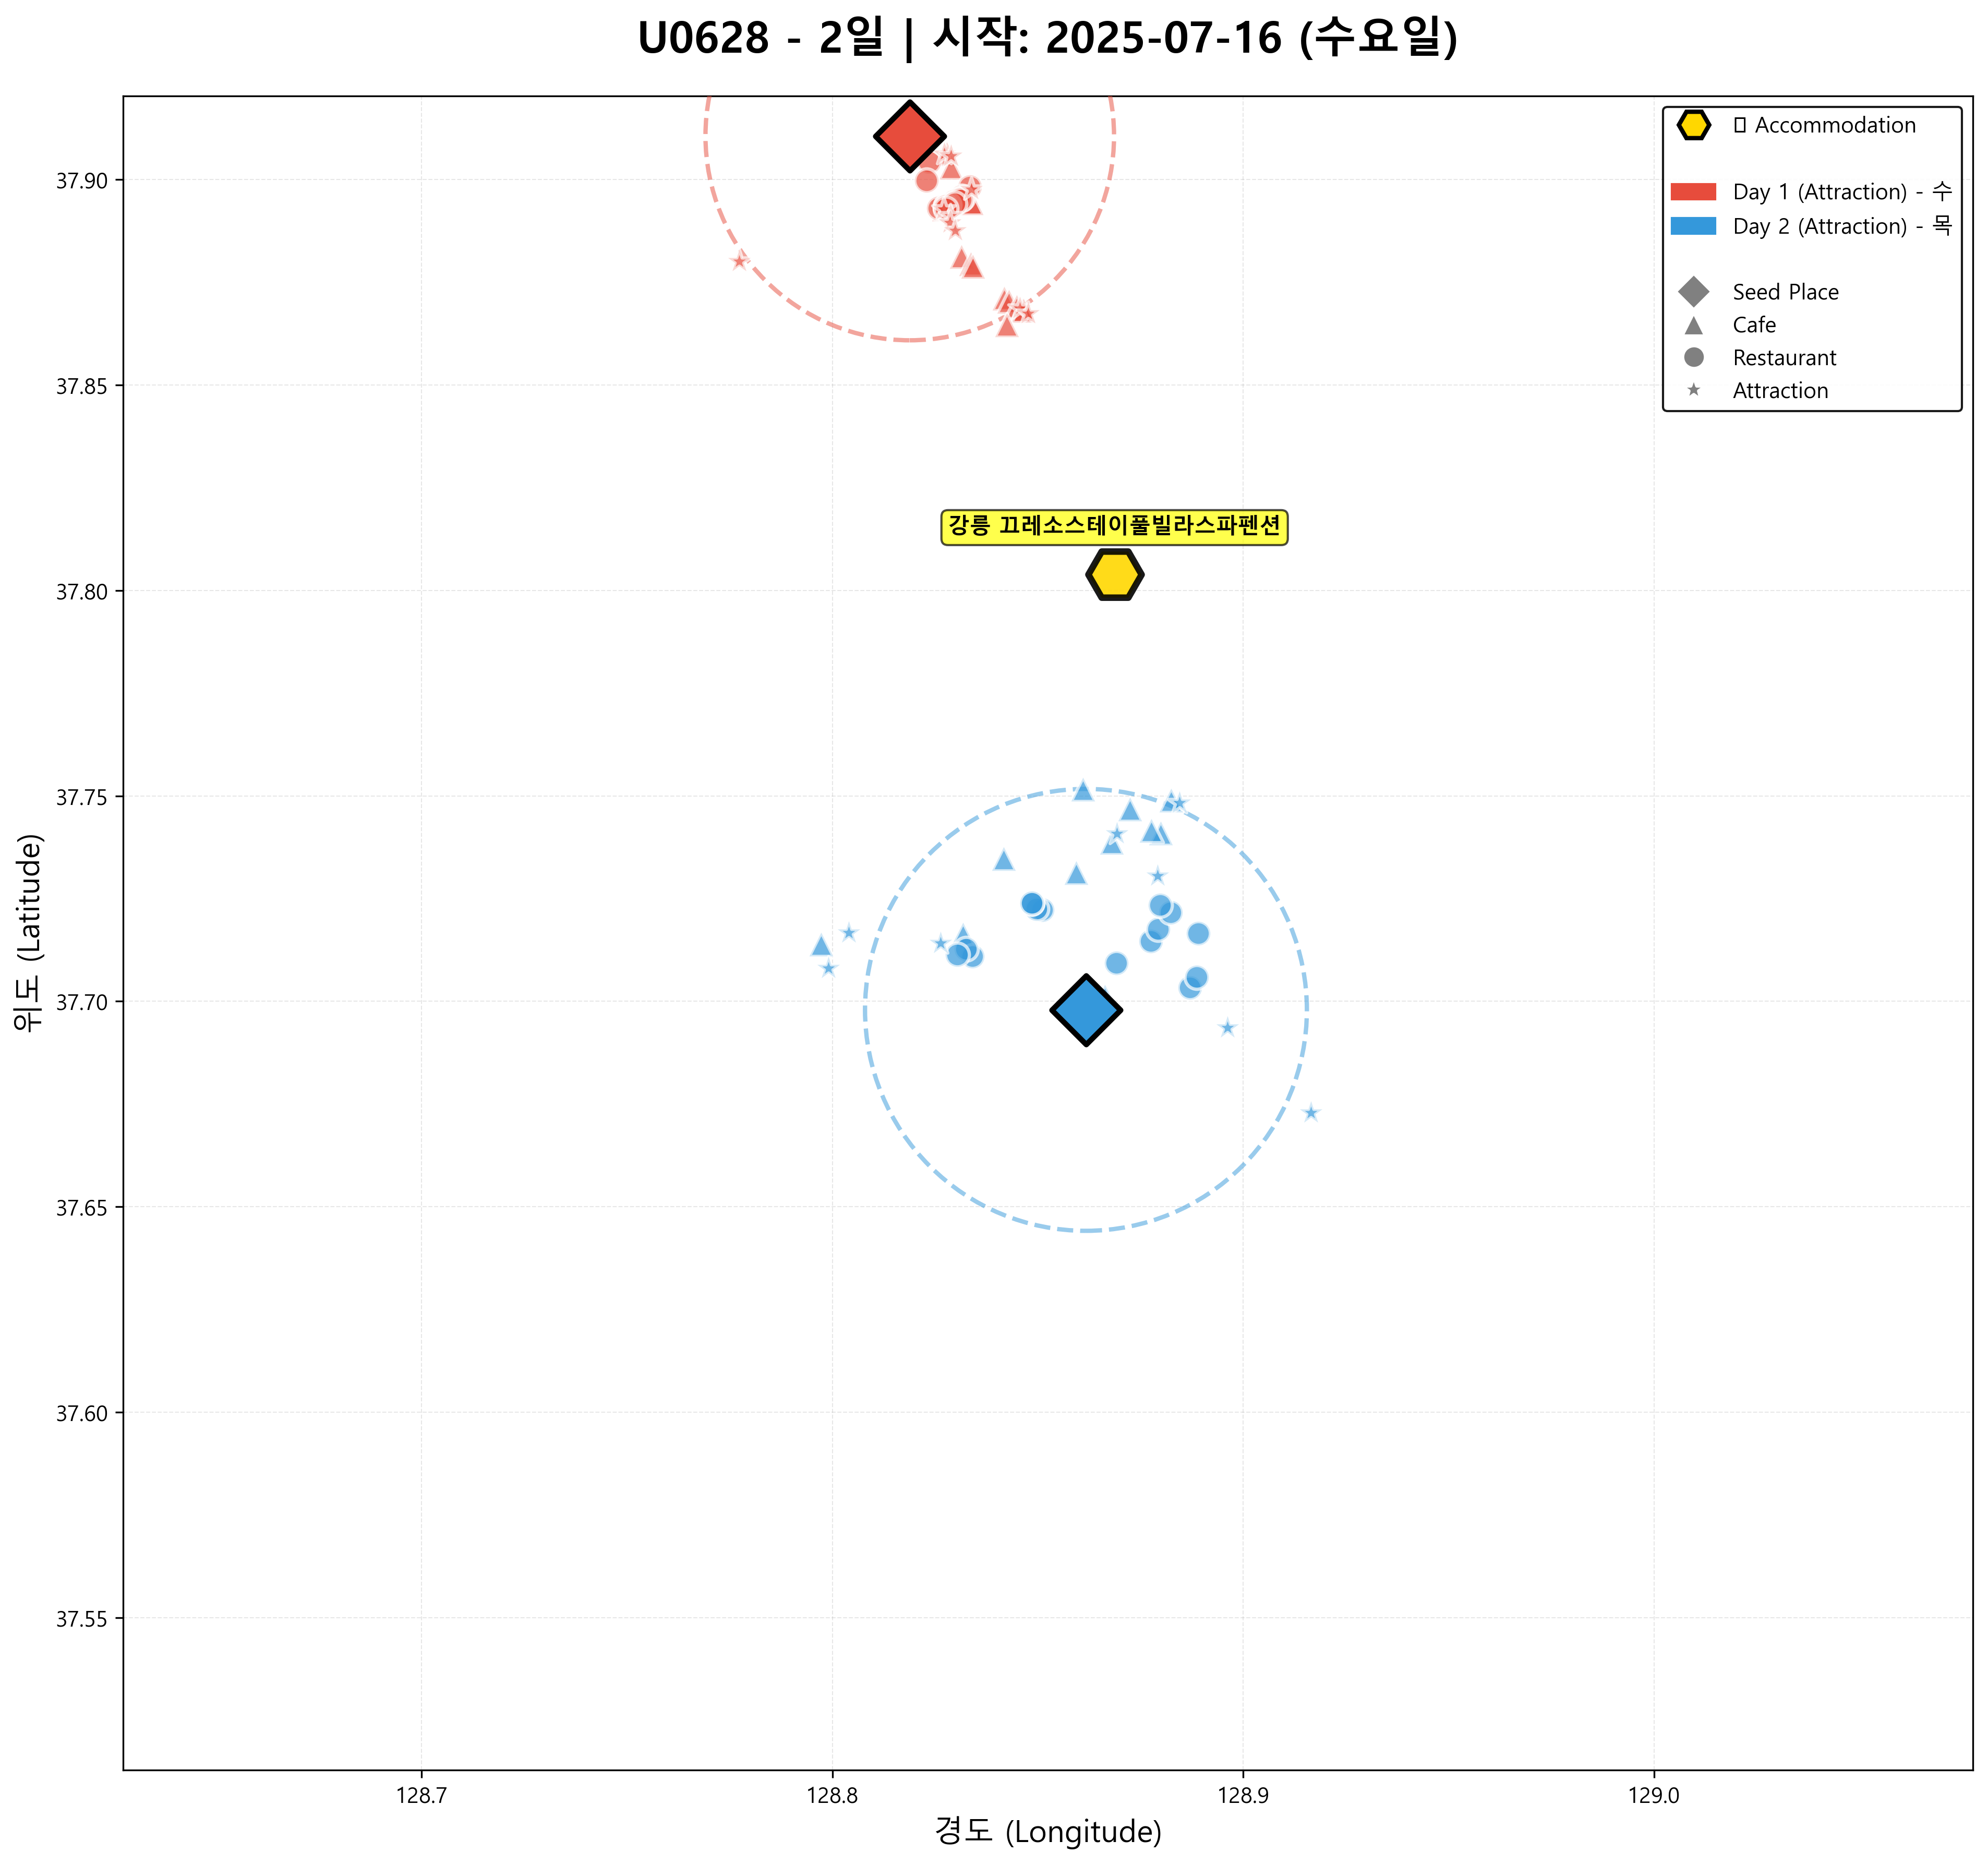 U0628 - 2일 | 시작: 2025-07-16 (수요일)
Accommodation
Day 1 (Attraction) - 수
Day 2 (Attraction) - 목
Seed Place
Cafe
Restaurant
Attraction
강릉 끄레소스테이풀빌라스파펜션
37.90
37.85
37.80
37.75
37.70
37.65
37.60
37.55
위도 (Latitude)
128.7
128.8
128.9
129.0
경도 (Longitude)